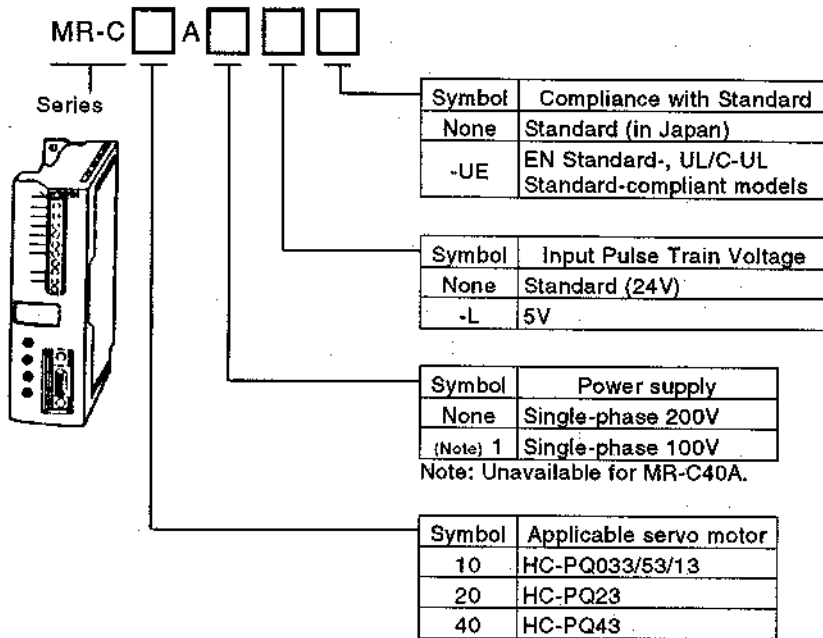 MR-C A
Series
Symbol Compliance with Standard
None Standard (in Japan)
-UE EN Standard-, UL/C-UL
Standard-compliant models
Symbol Input Pulse Train Voltage
None Standard (24V)
-L 5V
Symbol Power supply
None Single-phase 200V
(Note) 1 Single-phase 100V
Note: Unavailable for MR-C40A.
Symbol Applicable servo motor
10 HC-PQ033/53/13
20 HC-PQ23
40 HC-PQ43